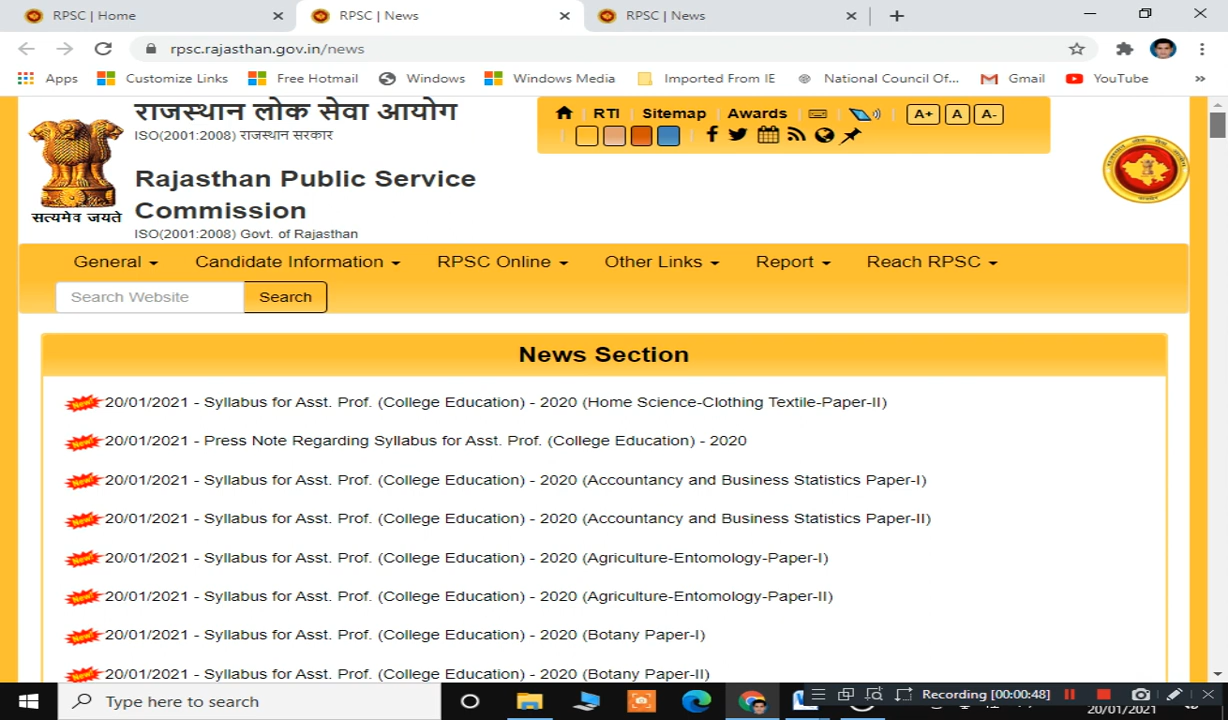 RPSC | Home
RPSC | News
RPSC | News
rpsc.rajasthan.gov.in/news
Apps
Customize Links
Free Hotmail
Windows
Windows Media
Imported From IE
National Council Of...
Gmail
YouTube
»
राजस्थान लोक सेवा आयोग
ISO(2001:2008) राजस्थान सरकार
Rajasthan Public Service
Commission
ISO(2001:2008) Govt. of Rajasthan
सत्यमेव जयते
RTI
Sitemap
Awards
A+
A
A-
General
Candidate Information
RPSC Online
Other Links
Report
Reach RPSC
Search Website
Search
News Section
New! 20/01/2021 - Syllabus for Asst. Prof. (College Education) - 2020 (Home Science-Clothing Textile-Paper-II)
New! 20/01/2021 - Press Note Regarding Syllabus for Asst. Prof. (College Education) - 2020
New! 20/01/2021 - Syllabus for Asst. Prof. (College Education) - 2020 (Accountancy and Business Statistics Paper-I)
New! 20/01/2021 - Syllabus for Asst. Prof. (College Education) - 2020 (Accountancy and Business Statistics Paper-II)
New! 20/01/2021 - Syllabus for Asst. Prof. (College Education) - 2020 (Agriculture-Entomology-Paper-I)
New! 20/01/2021 - Syllabus for Asst. Prof. (College Education) - 2020 (Agriculture-Entomology-Paper-II)
New! 20/01/2021 - Syllabus for Asst. Prof. (College Education) - 2020 (Botany Paper-I)
New! 20/01/2021 - Syllabus for Asst. Prof. (College Education) - 2020 (Botany Paper-II)
Type here to search
Recording [00:00:48]
20/01/2021